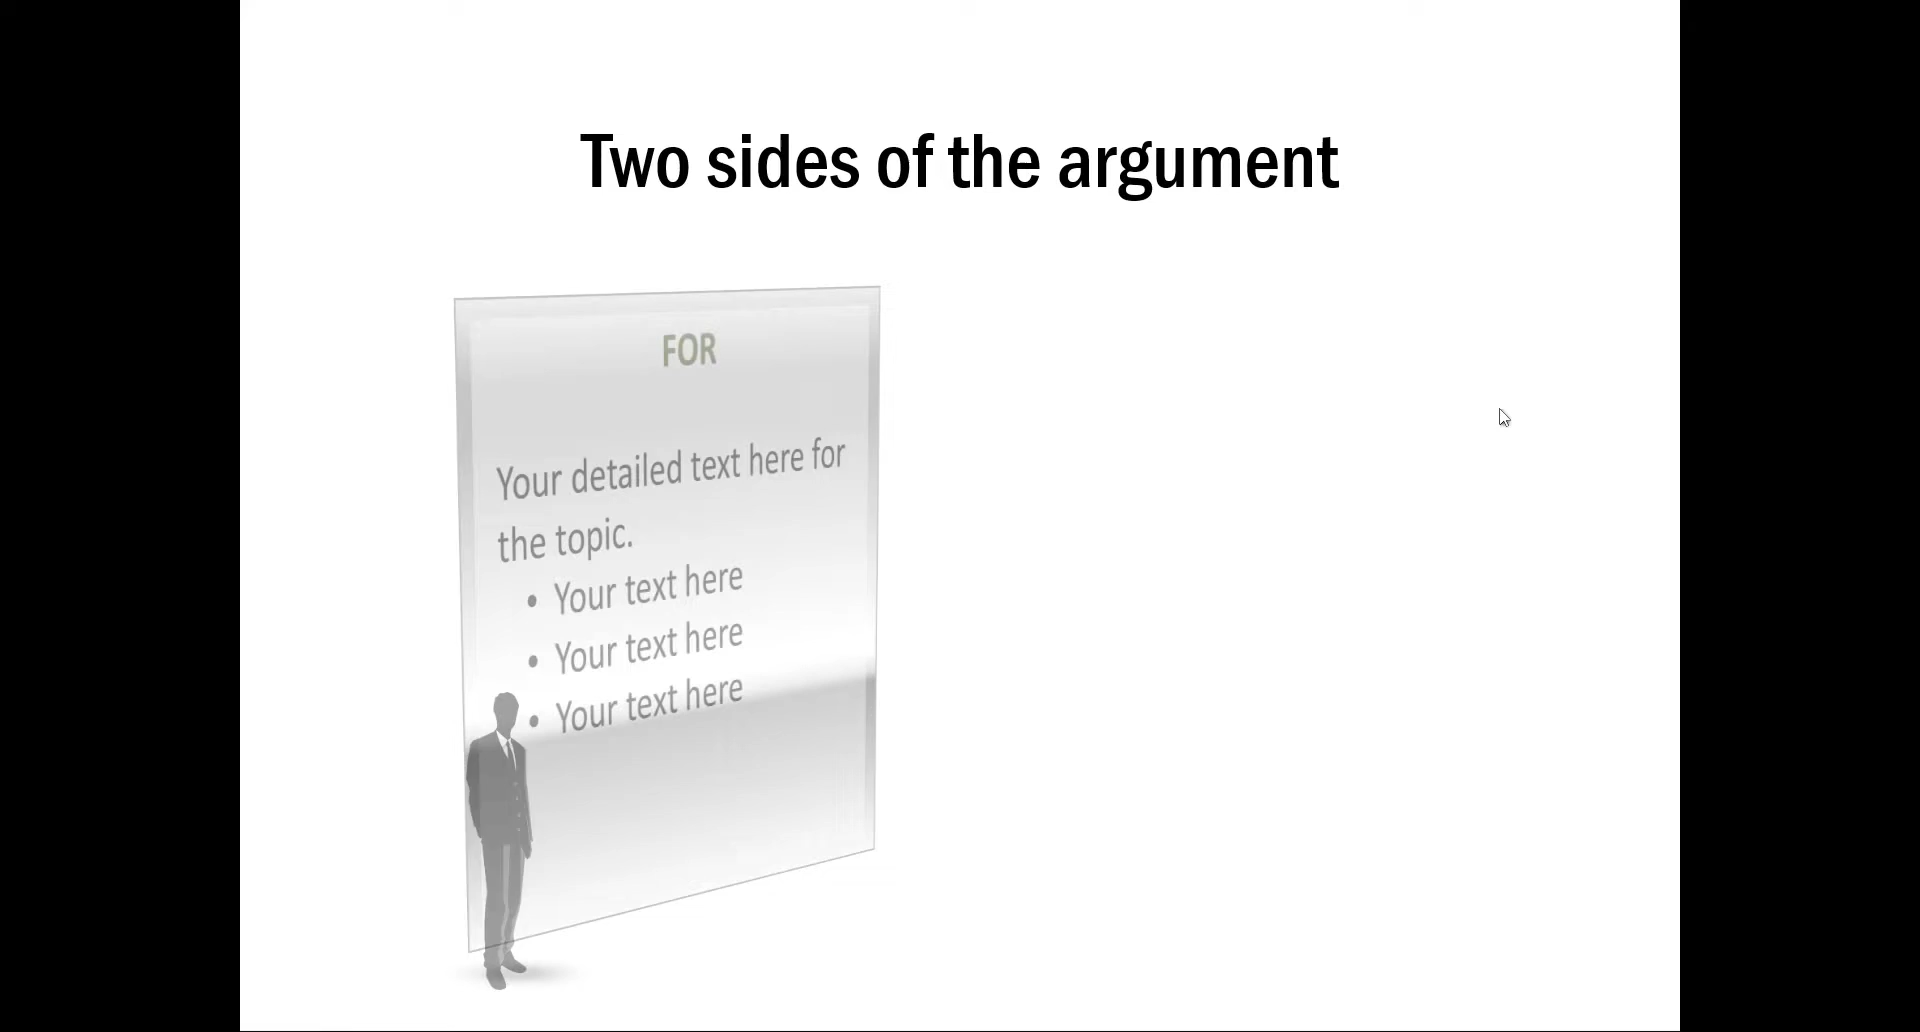 Two sides of the argument
FOR
Your detailed text here for
the topic.
• Your text here
• Your text here
• Your text here